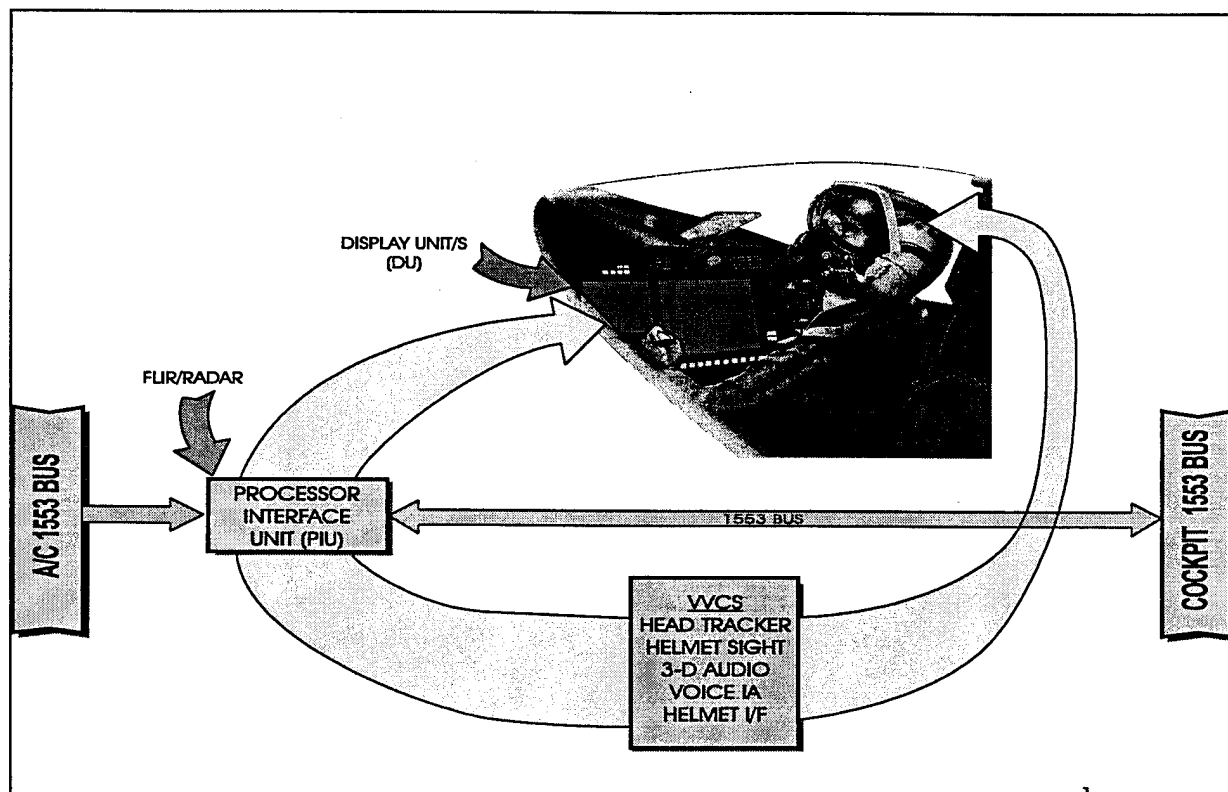 DISPLAY UNIT/S
(DU)
FLIR/RADAR
A/C 1553 BUS
PROCESSOR
INTERFACE
UNIT (PIU)
1553 BUS
COCKPIT 1553 BUS
VVCS
HEAD TRACKER
HELMET SIGHT
3-D AUDIO
VOICE IA
HELMET I/F